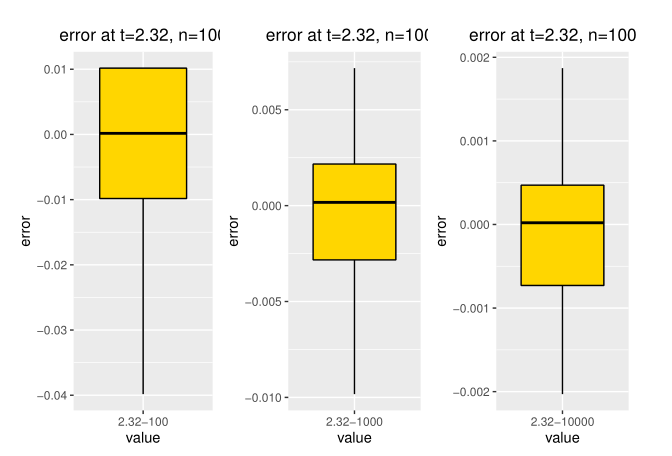 error at t=2.32, n=100
0.01
0.00
−0.01
−0.02
−0.03
−0.04
error
2.32−100
value
error at t=2.32, n=100
0.005
0.000
−0.005
−0.010
error
2.32−1000
value
error at t=2.32, n=100
0.002
0.001
0.000
−0.001
−0.002
error
2.32−10000
value